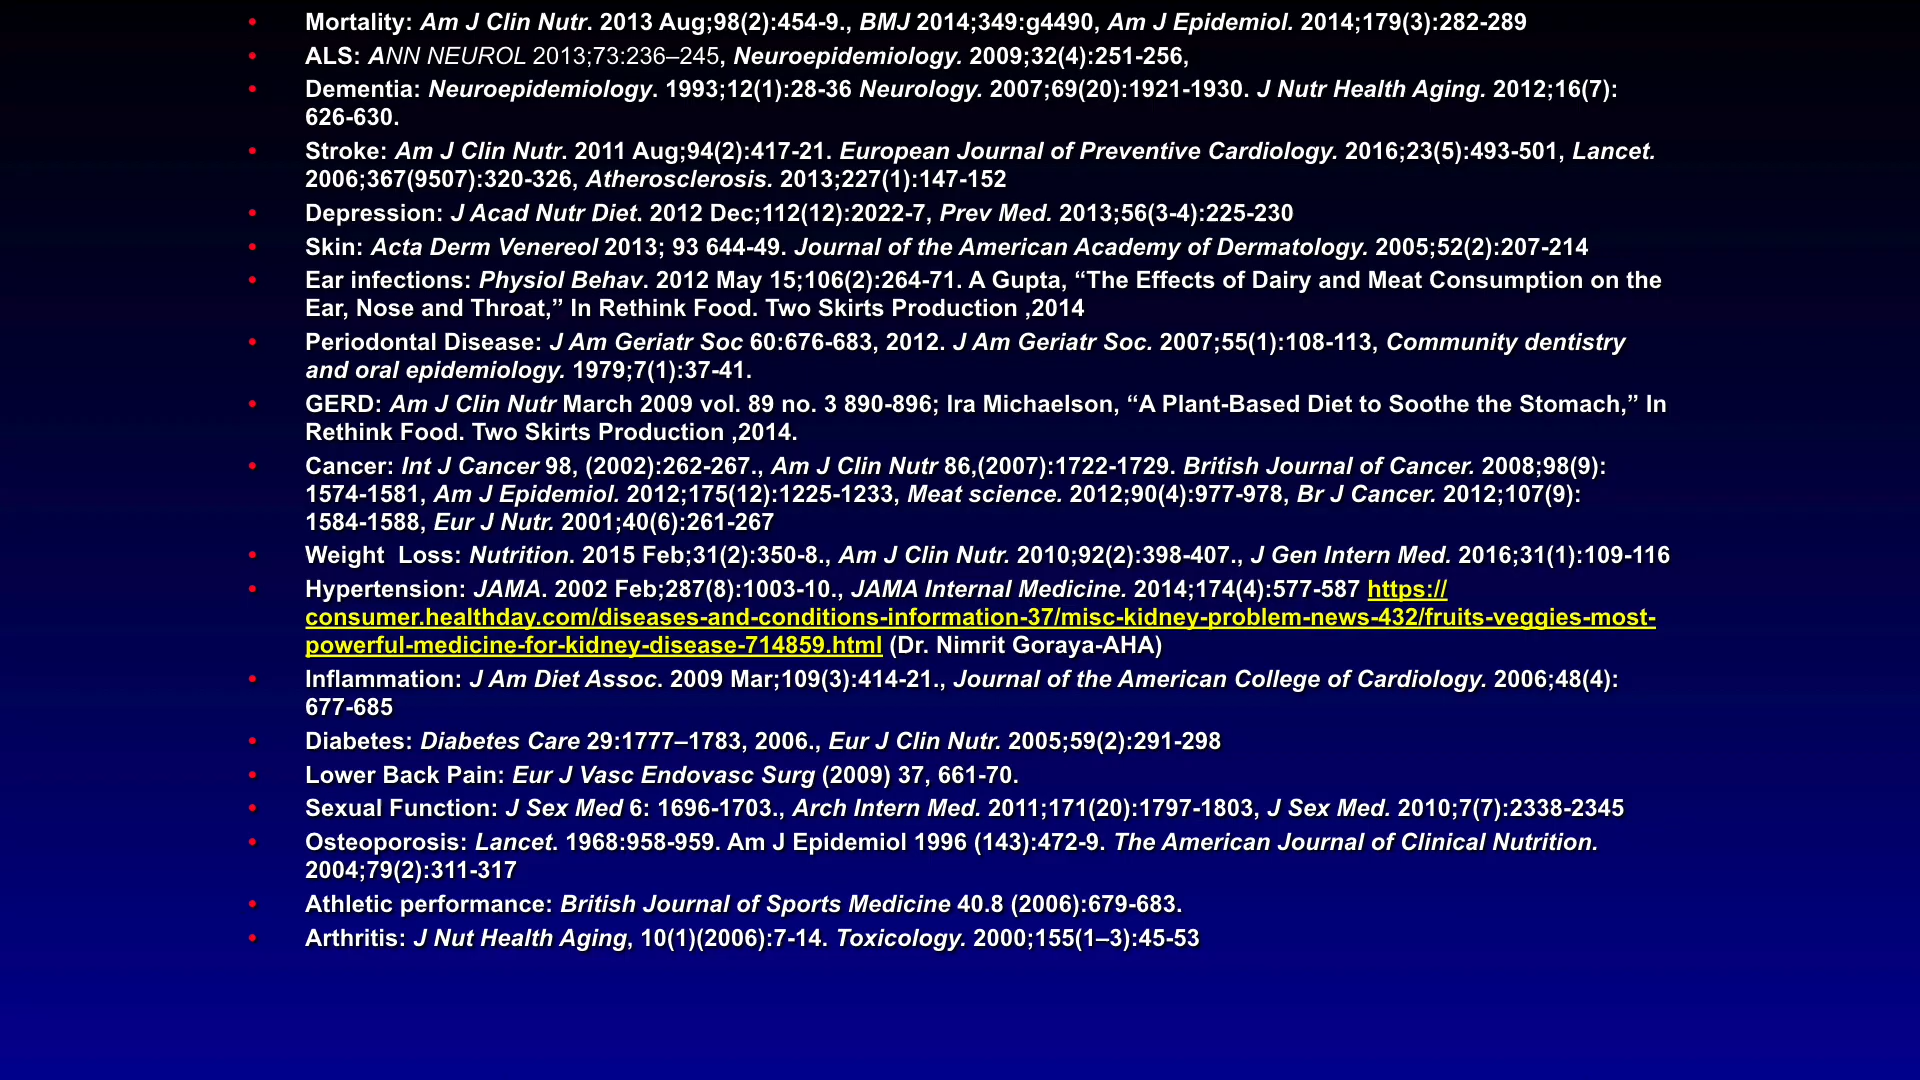 • Mortality: Am J Clin Nutr. 2013 Aug;98(2):454-9., BMJ 2014;349:g4490, Am J Epidemiol. 2014;179(3):282-289
• ALS: ANN NEUROL 2013;73:236–245, Neuroepidemiology. 2009;32(4):251-256,
• Dementia: Neuroepidemiology. 1993;12(1):28-36 Neurology. 2007;69(20):1921-1930. J Nutr Health Aging. 2012;16(7):
626-630.
• Stroke: Am J Clin Nutr. 2011 Aug;94(2):417-21. European Journal of Preventive Cardiology. 2016;23(5):493-501, Lancet.
2006;367(9507):320-326, Atherosclerosis. 2013;227(1):147-152
• Depression: J Acad Nutr Diet. 2012 Dec;112(12):2022-7, Prev Med. 2013;56(3-4):225-230
• Skin: Acta Derm Venereol 2013; 93 644-49. Journal of the American Academy of Dermatology. 2005;52(2):207-214
• Ear infections: Physiol Behav. 2012 May 15;106(2):264-71. A Gupta, “The Effects of Dairy and Meat Consumption on the
Ear, Nose and Throat,” In Rethink Food. Two Skirts Production ,2014
• Periodontal Disease: J Am Geriatr Soc 60:676-683, 2012. J Am Geriatr Soc. 2007;55(1):108-113, Community dentistry
and oral epidemiology. 1979;7(1):37-41.
• GERD: Am J Clin Nutr March 2009 vol. 89 no. 3 890-896; Ira Michaelson, “A Plant-Based Diet to Soothe the Stomach,” In
Rethink Food. Two Skirts Production ,2014.
• Cancer: Int J Cancer 98, (2002):262-267., Am J Clin Nutr 86,(2007):1722-1729. British Journal of Cancer. 2008;98(9):
1574-1581, Am J Epidemiol. 2012;175(12):1225-1233, Meat science. 2012;90(4):977-978, Br J Cancer. 2012;107(9):
1584-1588, Eur J Nutr. 2001;40(6):261-267
• Weight  Loss: Nutrition. 2015 Feb;31(2):350-8., Am J Clin Nutr. 2010;92(2):398-407., J Gen Intern Med. 2016;31(1):109-116
• Hypertension: JAMA. 2002 Feb;287(8):1003-10., JAMA Internal Medicine. 2014;174(4):577-587 https://
consumer.healthday.com/diseases-and-conditions-information-37/misc-kidney-problem-news-432/fruits-veggies-most-
powerful-medicine-for-kidney-disease-714859.html (Dr. Nimrit Goraya-AHA)
• Inflammation: J Am Diet Assoc. 2009 Mar;109(3):414-21., Journal of the American College of Cardiology. 2006;48(4):
677-685
• Diabetes: Diabetes Care 29:1777–1783, 2006., Eur J Clin Nutr. 2005;59(2):291-298
• Lower Back Pain: Eur J Vasc Endovasc Surg (2009) 37, 661-70.
• Sexual Function: J Sex Med 6: 1696-1703., Arch Intern Med. 2011;171(20):1797-1803, J Sex Med. 2010;7(7):2338-2345
• Osteoporosis: Lancet. 1968:958-959. Am J Epidemiol 1996 (143):472-9. The American Journal of Clinical Nutrition.
2004;79(2):311-317
• Athletic performance: British Journal of Sports Medicine 40.8 (2006):679-683.
• Arthritis: J Nut Health Aging, 10(1)(2006):7-14. Toxicology. 2000;155(1–3):45-53